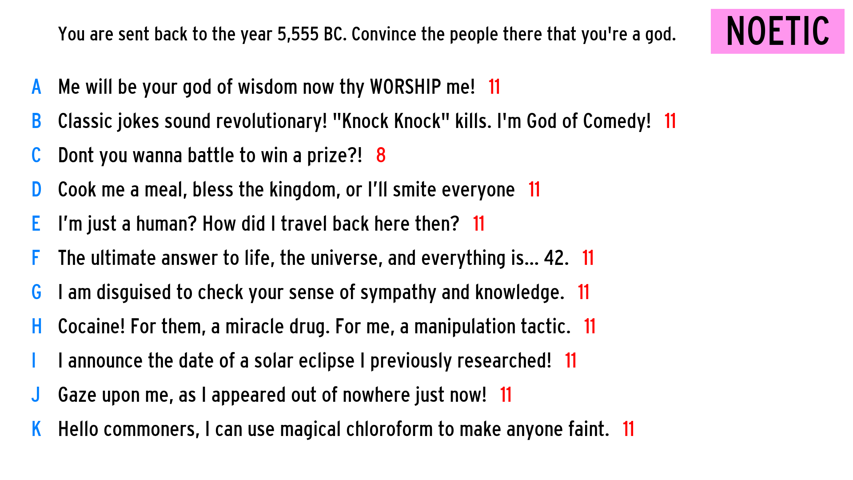 You are sent back to the year 5,555 BC. Convince the people there that you're a god.
NOETIC
A Me will be your god of wisdom now thy WORSHIP me! 11
B Classic jokes sound revolutionary! "Knock Knock" kills. I'm God of Comedy! 11
C Dont you wanna battle to win a prize?! 8
D Cook me a meal, bless the kingdom, or I’ll smite everyone 11
E I’m just a human? How did I travel back here then? 11
F The ultimate answer to life, the universe, and everything is... 42. 11
G I am disguised to check your sense of sympathy and knowledge. 11
H Cocaine! For them, a miracle drug. For me, a manipulation tactic. 11
I I announce the date of a solar eclipse I previously researched! 11
J Gaze upon me, as I appeared out of nowhere just now! 11
K Hello commoners, I can use magical chloroform to make anyone faint. 11